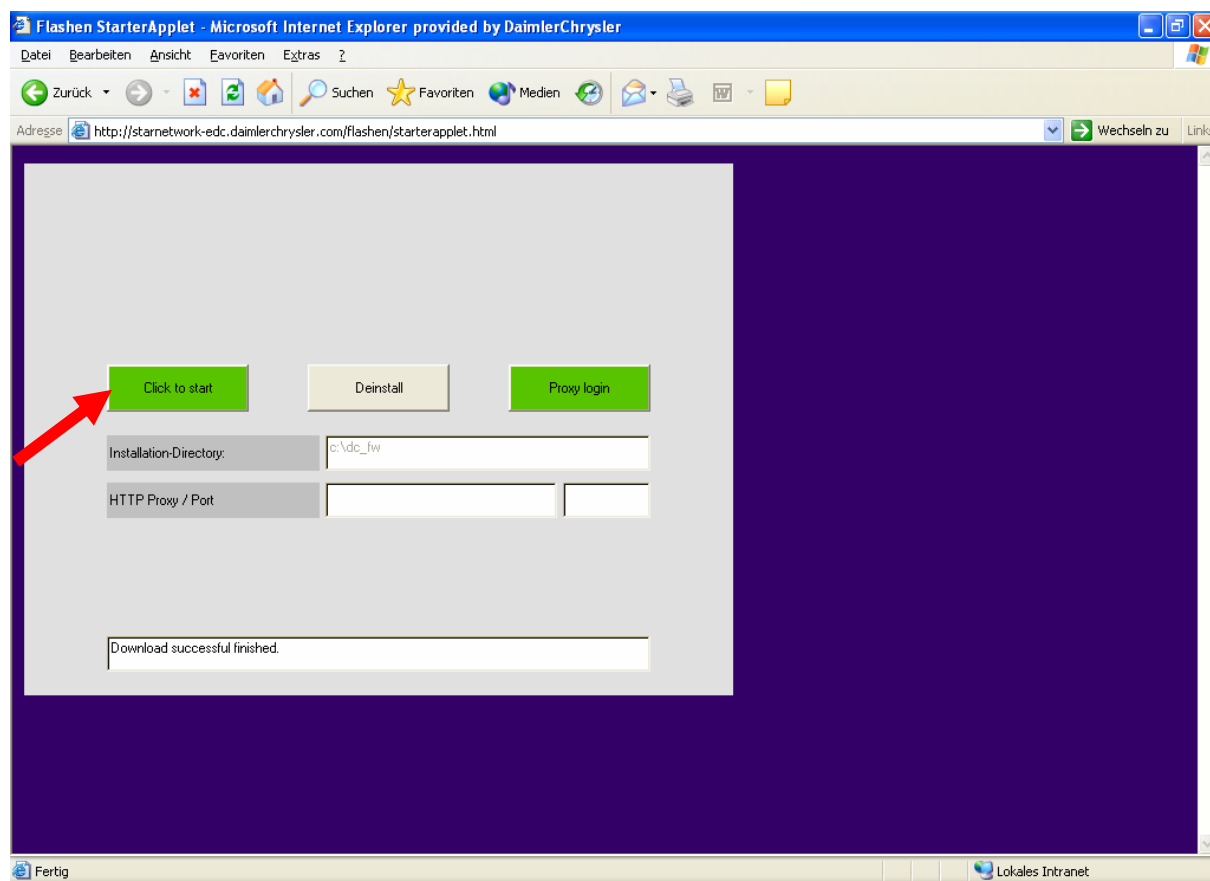 Flashen StarterApplet - Microsoft Internet Explorer provided by DaimlerChrysler
Datei Bearbeiten Ansicht Favoriten Extras ?
Zurück Suchen Favoriten Medien
Adresse http://starnetwork-edc.daimlerchrysler.com/flashen/starterapplet.html Wechseln zu Link
Click to start Deinstall Proxy login
Installation-Directory: c:\dc_fw
HTTP Proxy / Port
Download successful finished.
Fertig Lokales Intranet